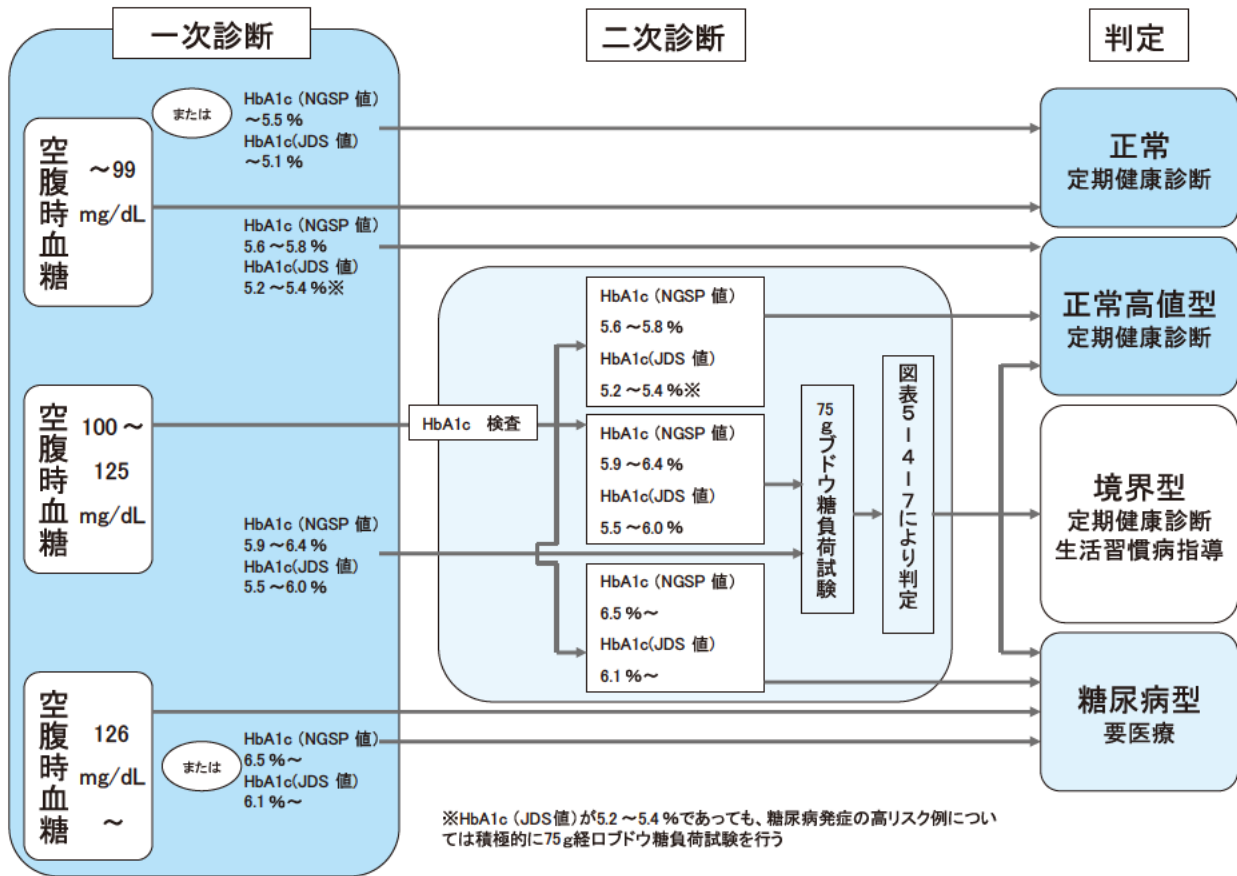 一次診断
二次診断
判定
または
HbA1c (NGSP 値)
～5.5 %
HbA1c(JDS 値)
～5.1 %
空腹時血糖
～99
mg/dL
HbA1c (NGSP 値)
5.6 ～5.8 %
HbA1c(JDS 値)
5.2 ～5.4 %※
空腹時血糖
100 ～
125
mg/dL
HbA1c (NGSP 値)
5.9 ～6.4 %
HbA1c(JDS 値)
5.5 ～6.0 %
空腹時血糖
126
mg/dL
～
または
HbA1c (NGSP 値)
6.5 %～
HbA1c(JDS 値)
6.1 %～
HbA1c 検査
HbA1c (NGSP 値)
5.6 ～5.8 %
HbA1c(JDS 値)
5.2 ～5.4 %※
HbA1c (NGSP 値)
5.9 ～6.4 %
HbA1c(JDS 値)
5.5 ～6.0 %
HbA1c (NGSP 値)
6.5 %～
HbA1c(JDS 値)
6.1 %～
75gブドウ糖負荷試験
図表5－4－7により判定
正常
定期健康診断
正常高値型
定期健康診断
境界型
定期健康診断
生活習慣病指導
糖尿病型
要医療
※HbA1c (JDS値)が5.2 ～5.4 %であっても、糖尿病発症の高リスク例につい
ては積極的に75g経口ブドウ糖負荷試験を行う